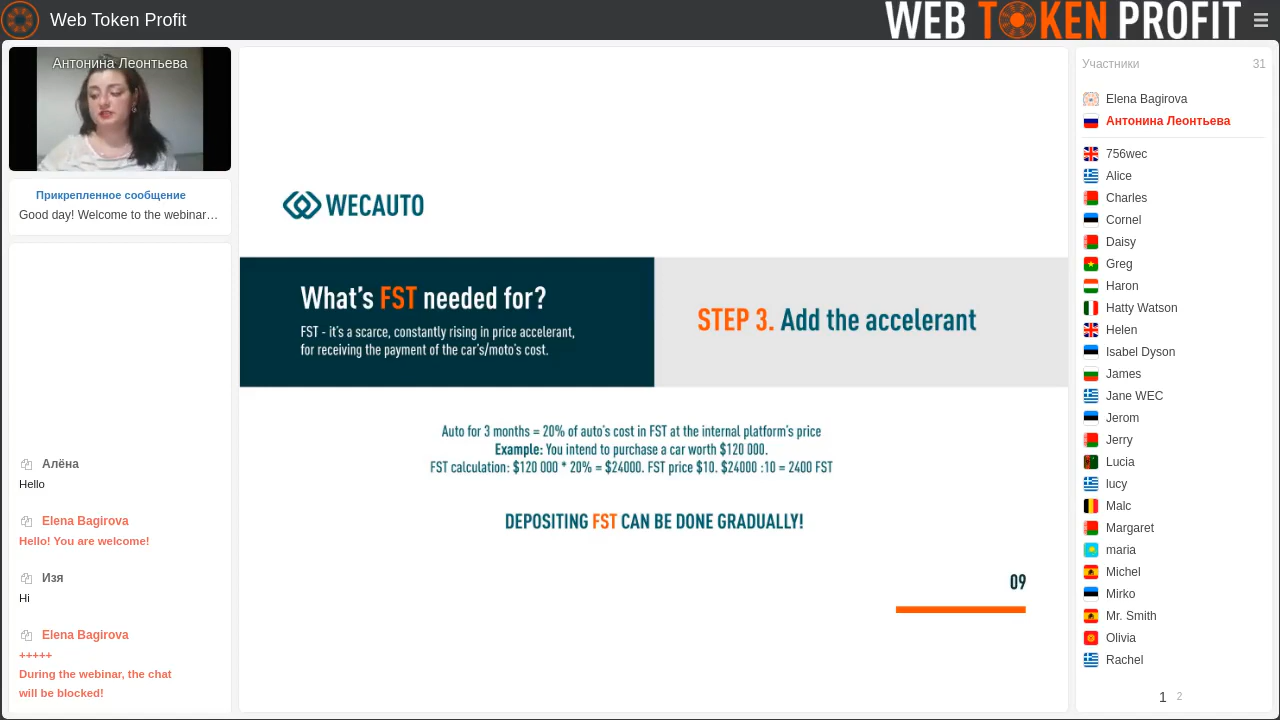 Web Token Profit
WEB TOKEN PROFIT
Антонина Леонтьева
Прикрепленное сообщение
Good day! Welcome to the webinar…
Алёна
Hello
Elena Bagirova
Hello! You are welcome!
Изя
Hi
Elena Bagirova
+++++
During the webinar, the chat
will be blocked!
WECAUTO
What's FST needed for?
FST - it's a scarce, constantly rising in price accelerant,
for receiving the payment of the car's/moto's cost.
STEP 3. Add the accelerant
Auto for 3 months = 20% of auto's cost in FST at the internal platform's price
Example: You intend to purchase a car worth $120 000.
FST calculation: $120 000 * 20% = $24000. FST price $10. $24000 :10 = 2400 FST
DEPOSITING FST CAN BE DONE GRADUALLY!
09
Участники 31
Elena Bagirova
Антонина Леонтьева
756wec
Alice
Charles
Cornel
Daisy
Greg
Haron
Hatty Watson
Helen
Isabel Dyson
James
Jane WEC
Jerom
Jerry
Lucia
lucy
Malc
Margaret
maria
Michel
Mirko
Mr. Smith
Olivia
Rachel
1 2